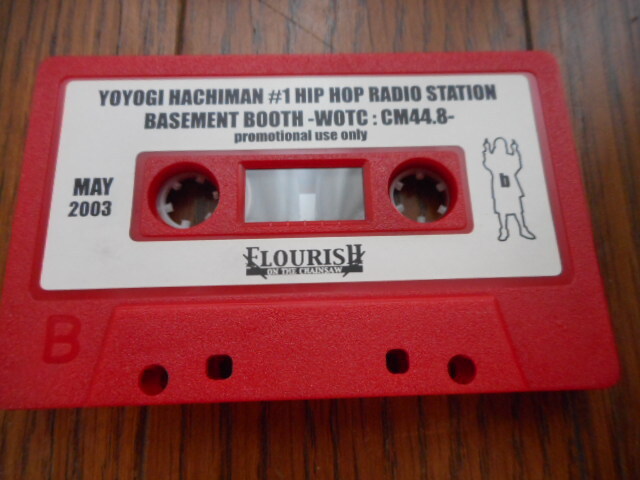 YOYOGI HACHIMAN #1 HIP HOP RADIO STATION
BASEMENT BOOTH -WOTC : CM44.8-
promotional use only
MAY
2003
D
FLOURISH
ON THE CHAINSAW
B